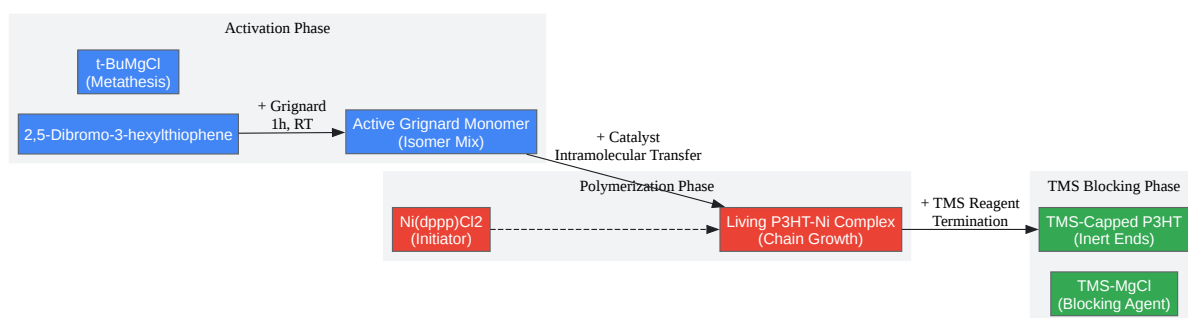 Activation Phase
t-BuMgCl
(Metathesis)
2,5-Dibromo-3-hexylthiophene
+ Grignard
1h, RT
Active Grignard Monomer
(Isomer Mix)
+ Catalyst
Intramolecular Transfer
Polymerization Phase
Ni(dppp)Cl2
(Initiator)
Living P3HT-Ni Complex
(Chain Growth)
+ TMS Reagent
Termination
TMS Blocking Phase
TMS-Capped P3HT
(Inert Ends)
TMS-MgCl
(Blocking Agent)